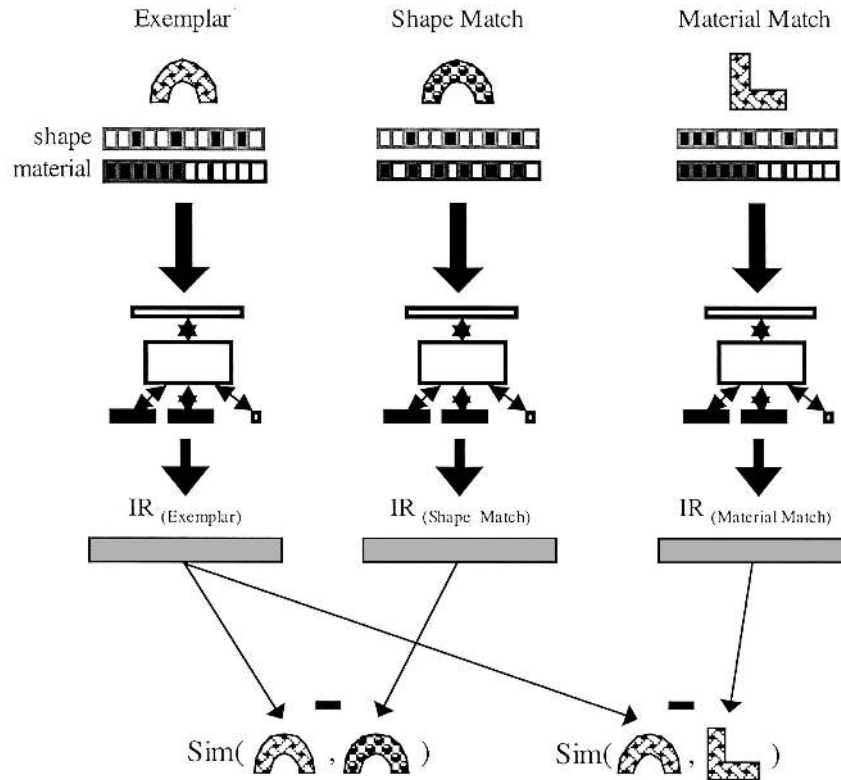 Exemplar Shape Match Material Match
shape
material
IR (Exemplar) IR (Shape Match) IR (Material Match)
Sim( , ) Sim( , )